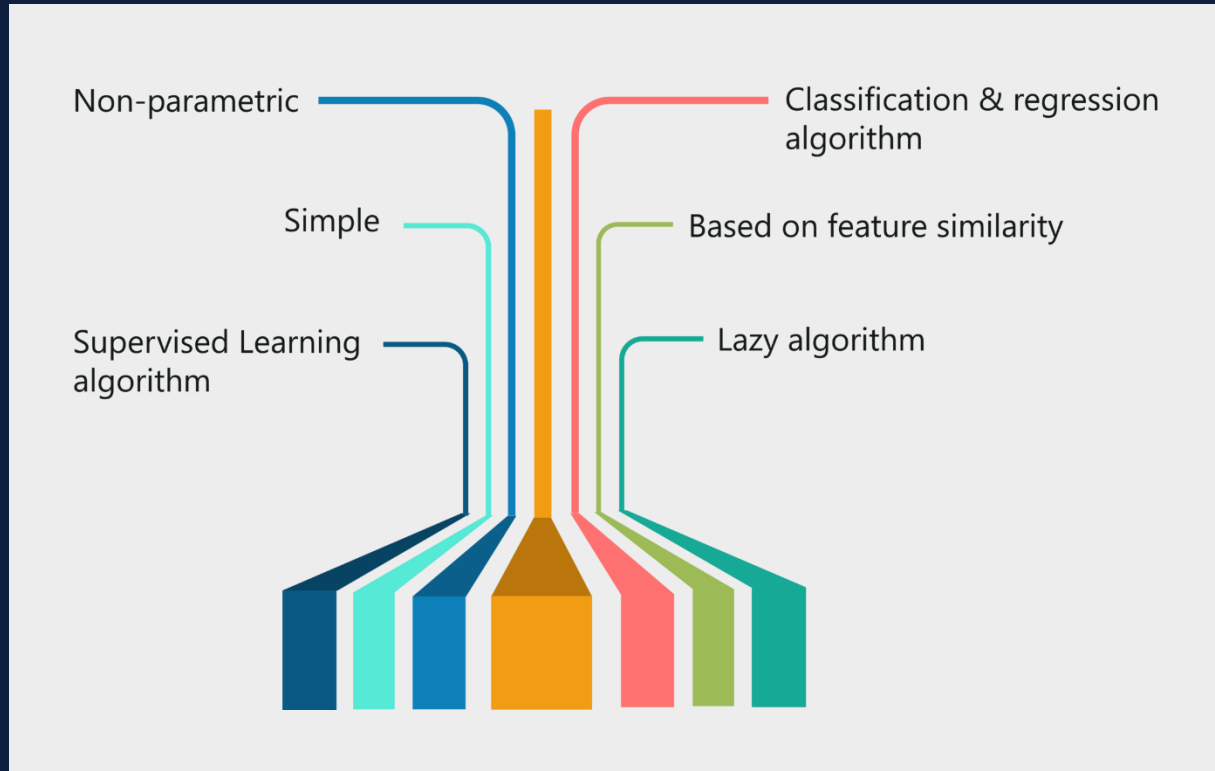 Non-parametric
Simple
Supervised Learning
algorithm
Classification & regression
algorithm
Based on feature similarity
Lazy algorithm